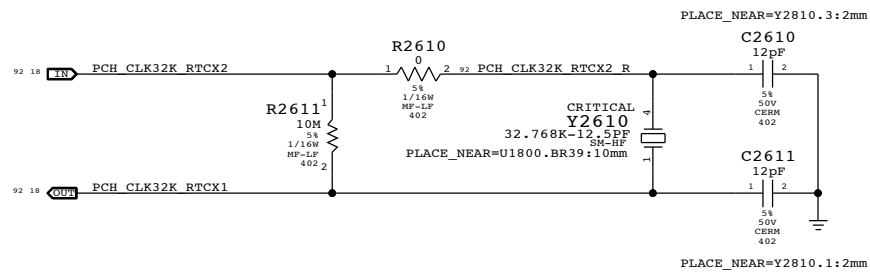 PLACE_NEAR=Y2810.3:2mm
C2610
12pF
R2610
0
92 18 IN PCH_CLK32K_RTCX2
1 2 92 PCH_CLK32K_RTCX2_R
1 2
5%
1/16W
MF-LF
402
5%
50V
CERM
402
R2611 1
10M
5%
1/16W
MF-LF
402 2
CRITICAL 4
Y2610
32.768K-12.5PF
SM-HF
PLACE_NEAR=U1800.BR39:10mm 1
C2611
12pF
92 18 OUT PCH_CLK32K_RTCX1
1 2
5%
50V
CERM
402
PLACE_NEAR=Y2810.1:2mm